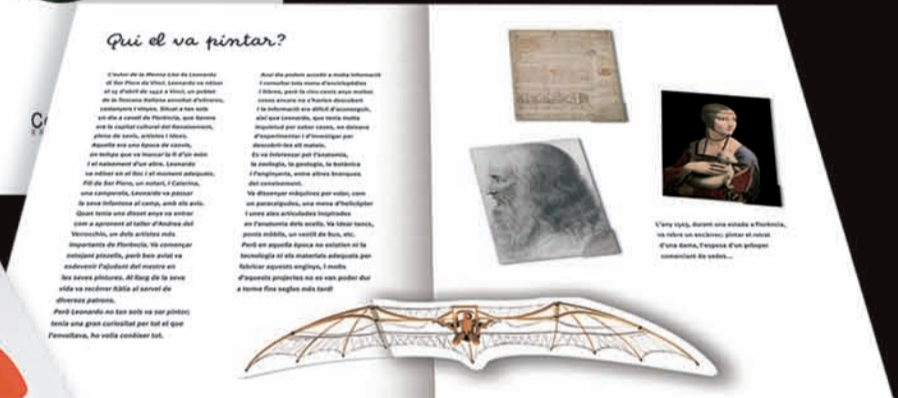 Qui el va pintar?
L'autor de la Monna Lisa és Leonardo
di Ser Piero da Vinci. Leonardo va néixer
el 15 d'abril de 1452 a Vinci, un poblet
de la Toscana italiana envoltat d'oliveres,
castanyers i vinyes. Situat a tan sols
un dia a cavall de Florència, que llavors
era la capital cultural del Renaixement,
plena de savis, artistes i idees.
Aquella era una època de canvis,
un temps que va marcar la fi d'un món
i el naixement d'un altre. Leonardo
va néixer en el lloc i el moment adequats.
Fill de Ser Piero, un notari, i Caterina,
una camperola, Leonardo va passar
la seva infantesa al camp, amb els avis.
Quan tenia uns disset anys va entrar
com a aprenent al taller d'Andrea del
Verrocchio, un dels artistes més
importants de Florència. Va començar
netejant pinzells, però ben aviat va
esdevenir l'ajudant del mestre en
les seves pintures. Al llarg de la seva
vida va recórrer Itàlia al servei de
diversos patrons.
Però Leonardo no tan sols va ser pintor;
tenia una gran curiositat per tot el que
l'envoltava, ho volia conèixer tot.
Avui dia podem accedir a molta informació
i consultar tota mena d'enciclopèdies
i llibres, però fa cinc-cents anys moltes
coses encara no s'havien descobert
i la informació era difícil d'aconseguir,
així que Leonardo, que tenia molta
inquietud per saber coses, es deixava
d'experimentar i d'investigar per
descobrir-les ell mateix.
Es va interessar per l'anatomia,
la zoologia, la geologia, la botànica
i l'enginyeria, entre altres branques
del coneixement.
Va dissenyar màquines per volar, com
un paracaigudes, una mena d'helicòpter
i unes ales articulades inspirades
en l'anatomia dels ocells. Va idear tancs,
ponts mòbils, un vestit de bus, etc.
Però en aquella època no existien ni la
tecnologia ni els materials adequats per
fabricar aquests enginys, i molts
d'aquests projectes no es van poder dur
a terme fins segles més tard!
L'any 1503, durant una estada a Florència,
va rebre un encàrrec: pintar el retrat
d'una dama, l'esposa d'un pròsper
comerciant de sedes...